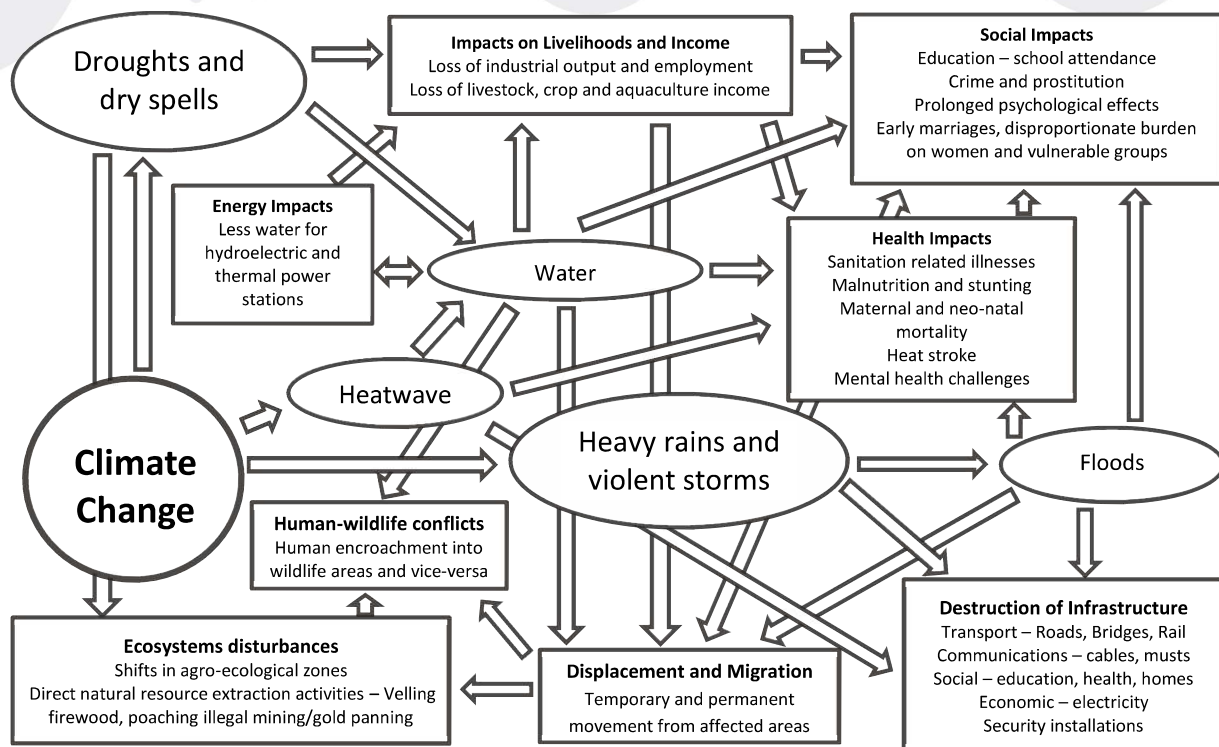 Droughts and
dry spells
Impacts on Livelihoods and Income
Loss of industrial output and employment
Loss of livestock, crop and aquaculture income
Social Impacts
Education – school attendance
Crime and prostitution
Prolonged psychological effects
Early marriages, disproportionate burden
on women and vulnerable groups
Energy Impacts
Less water for
hydroelectric and
thermal power
stations
Water
Health Impacts
Sanitation related illnesses
Malnutrition and stunting
Maternal and neo-natal
mortality
Heat stroke
Mental health challenges
Heatwave
Climate
Change
Heavy rains and
violent storms
Floods
Human-wildlife conflicts
Human encroachment into
wildlife areas and vice-versa
Ecosystems disturbances
Shifts in agro-ecological zones
Direct natural resource extraction activities – Velling
firewood, poaching illegal mining/gold panning
Displacement and Migration
Temporary and permanent
movement from affected areas
Destruction of Infrastructure
Transport – Roads, Bridges, Rail
Communications – cables, musts
Social – education, health, homes
Economic – electricity
Security installations